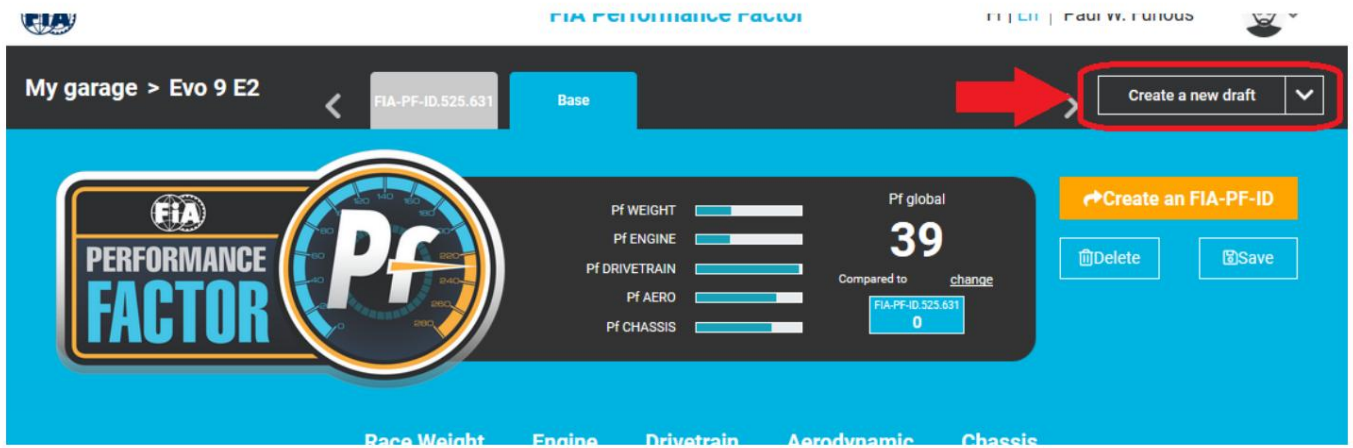 FIA
FIA Performance Factor
Fr | En | Paul W. Furious
My garage > Evo 9 E2
FIA-PF-ID.525.631
Base
Create a new draft
FiA
PERFORMANCE
FACTOR
Pf
Pf WEIGHT
Pf ENGINE
Pf DRIVETRAIN
Pf AERO
Pf CHASSIS
Pf global
39
Compared to change
FIA-PF-ID.525.631
0
Create an FIA-PF-ID
Delete
Save
Race Weight Engine Drivetrain Aerodynamic Chassis